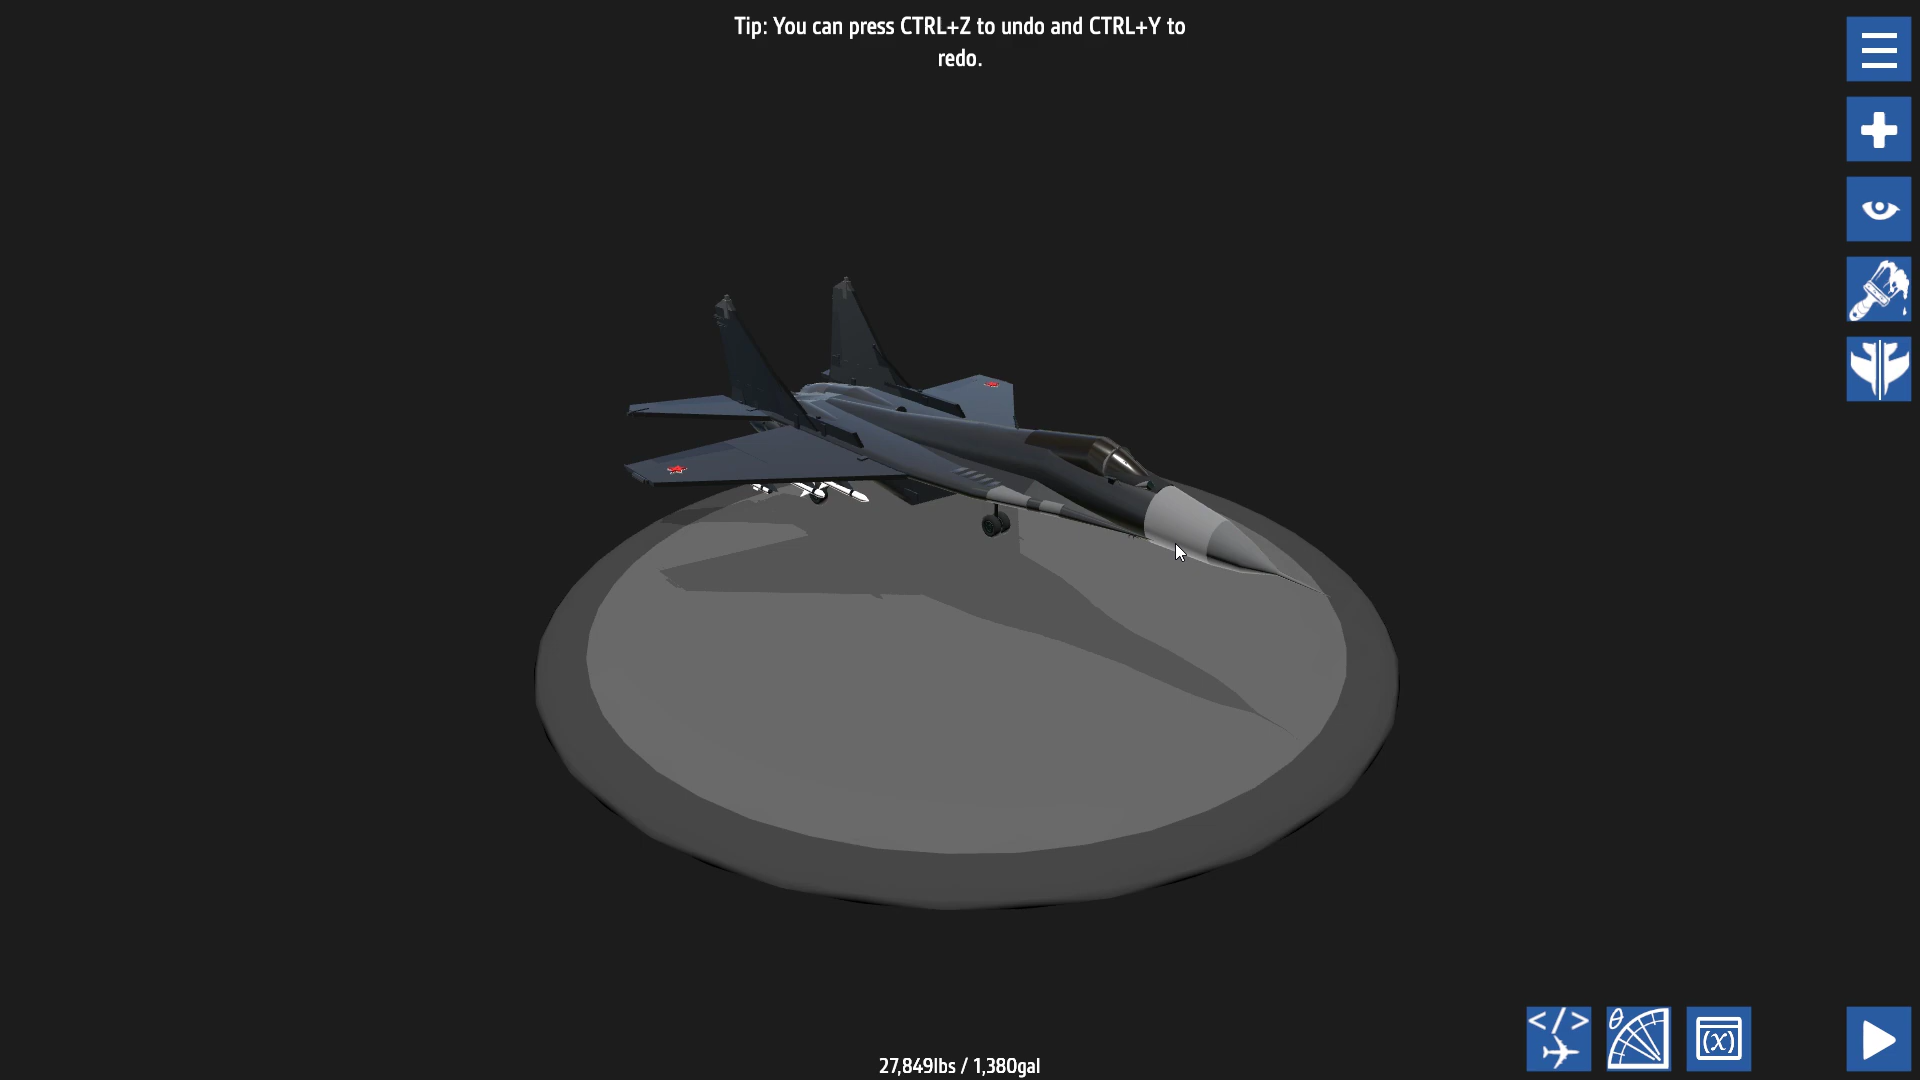 Tip: You can press CTRL+Z to undo and CTRL+Y to
redo.
</>
θ
(x)
27,849lbs / 1,380gal